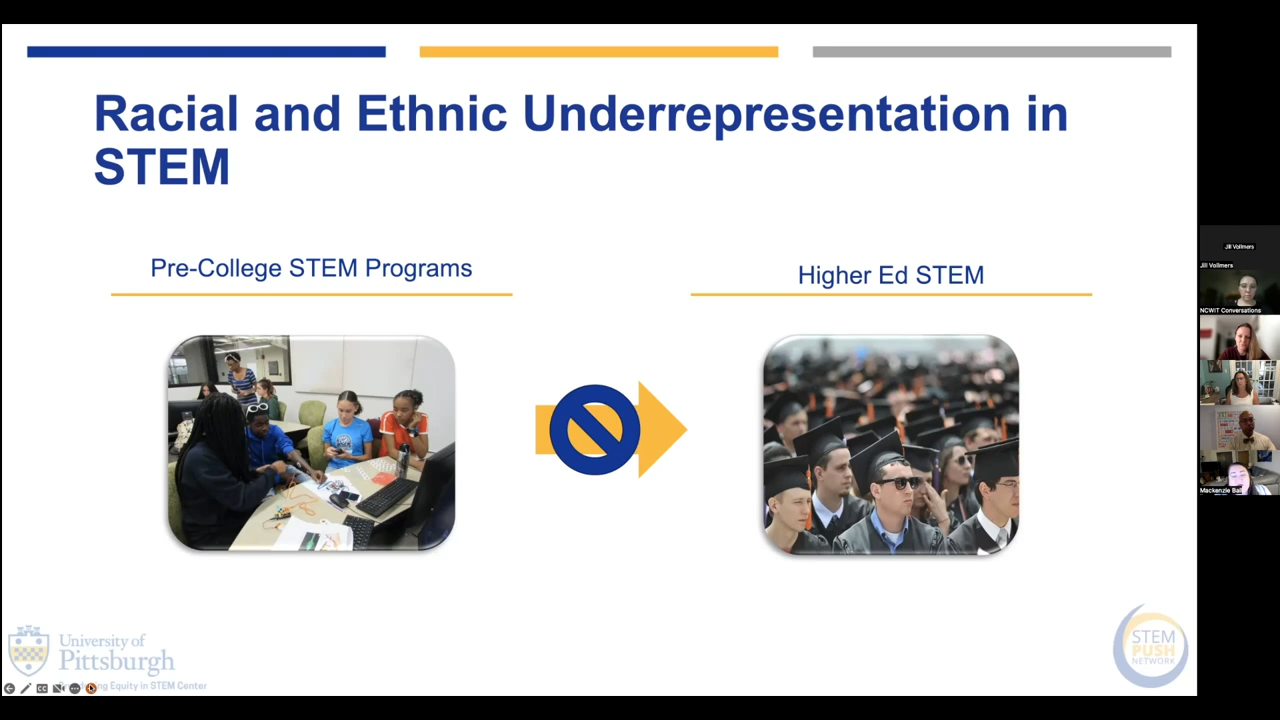 Racial and Ethnic Underrepresentation in
STEM
Pre-College STEM Programs
Higher Ed STEM
University of
Pittsburgh
Equity in STEM Center
STEM
PUSH
NETWORK
Jill Vollmers
Jill Vollmers
NCWIT Conversations
Mackenzie